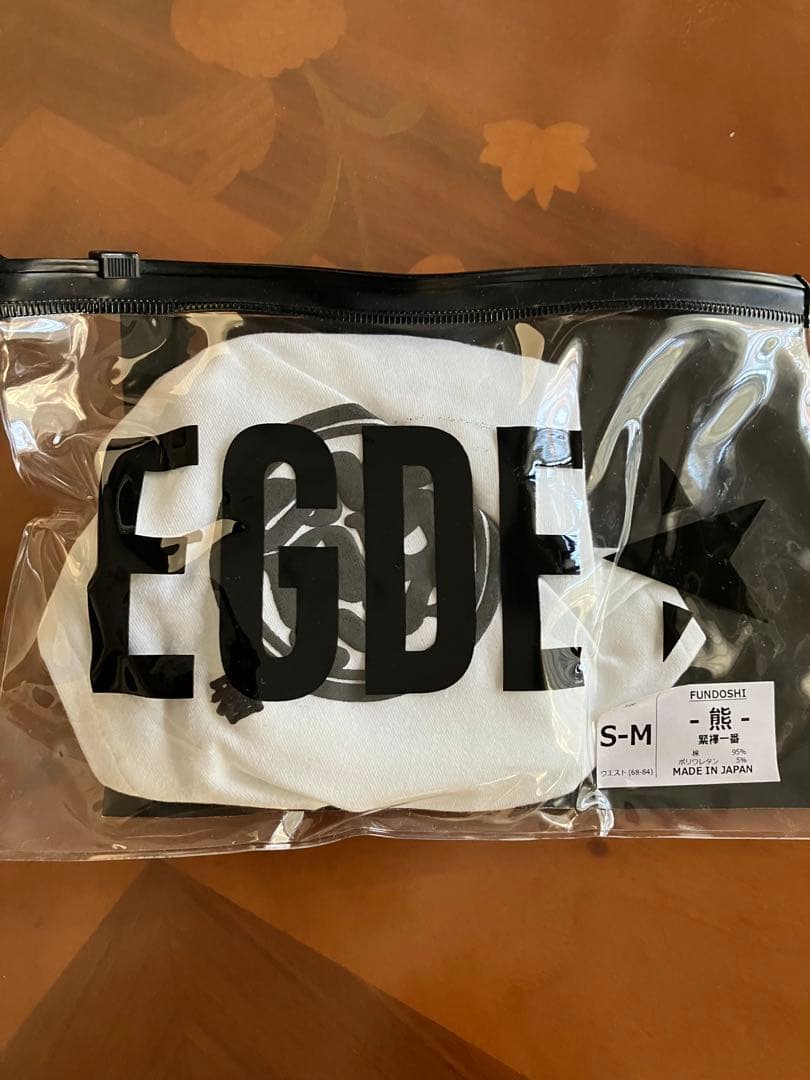 EGDE
FUNDOSHI
S-M
-熊-
緊褌一番
綿 95%
ポリウレタン 5%
ウエスト(68-84)
MADE IN JAPAN